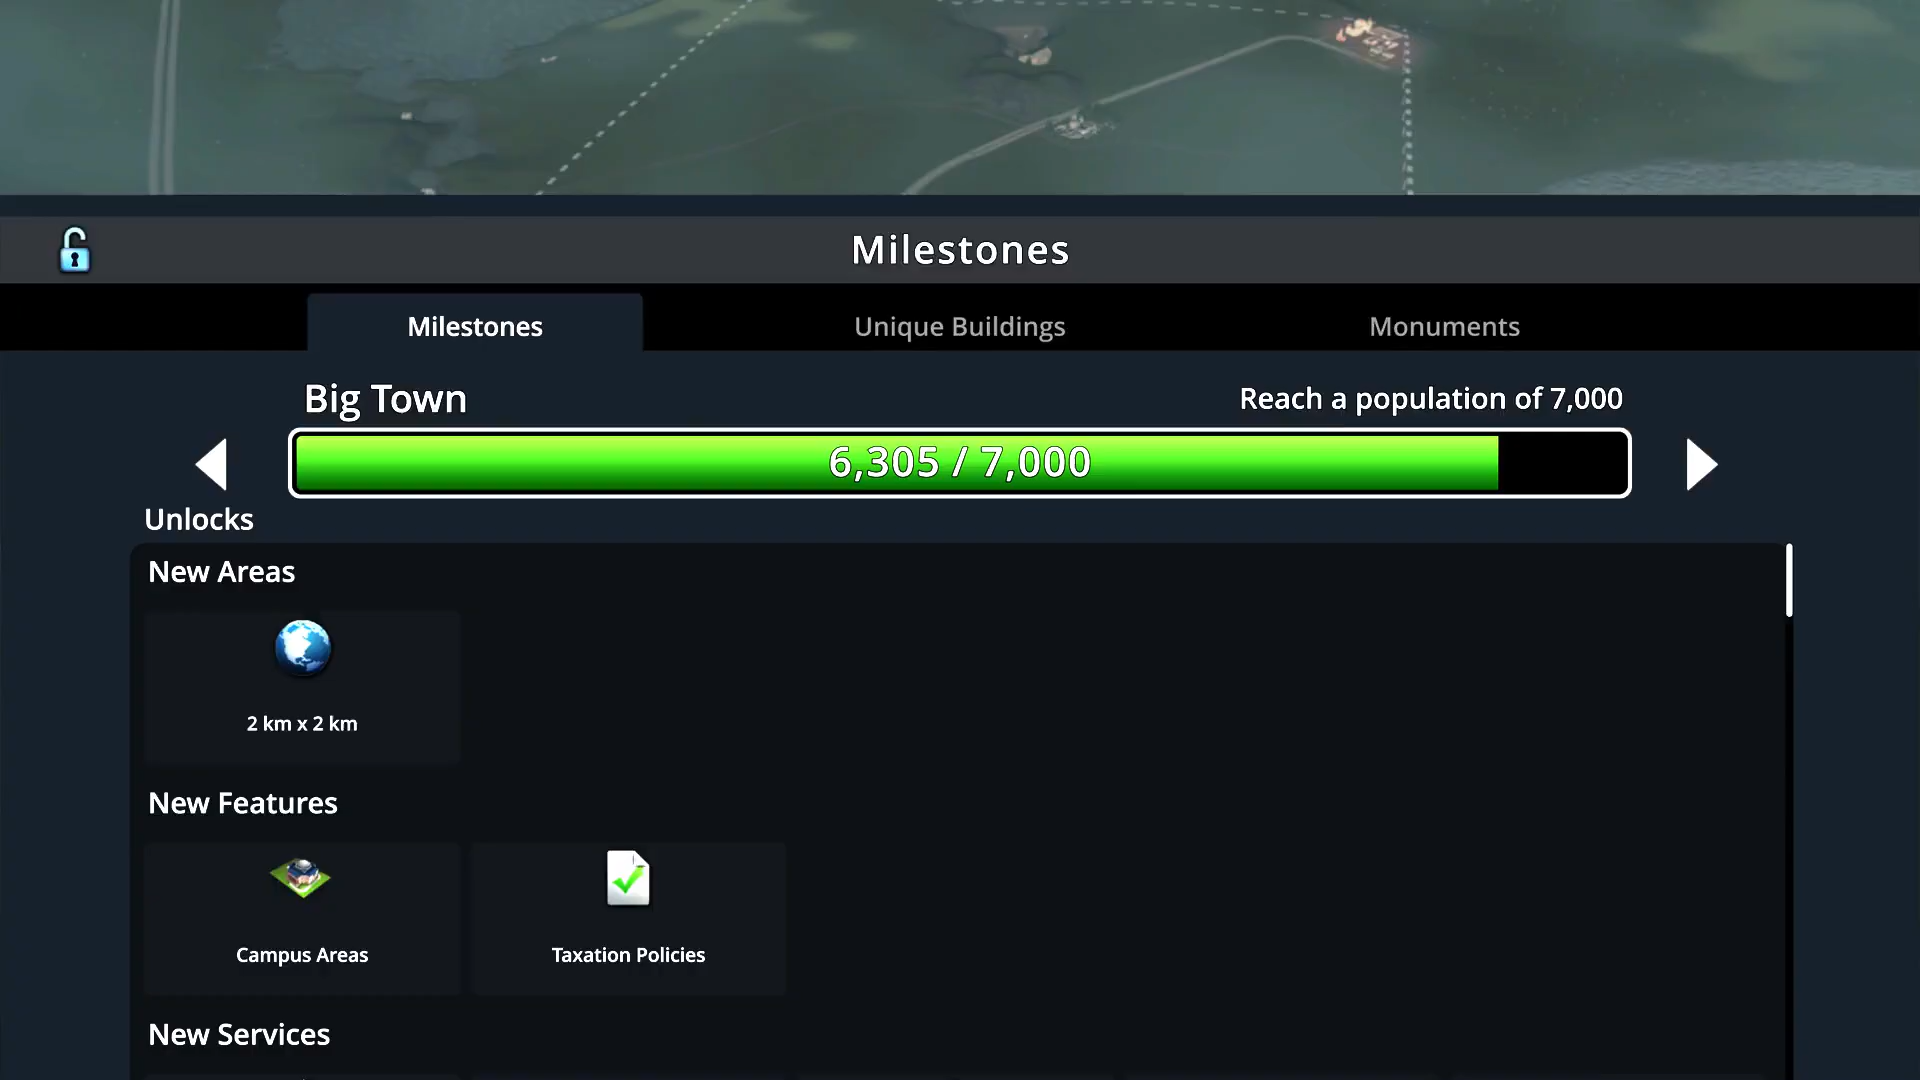 Milestones
Milestones
Unique Buildings
Monuments
Big Town
Reach a population of 7,000
6,305 / 7,000
Unlocks
New Areas
2 km x 2 km
New Features
Campus Areas
Taxation Policies
New Services